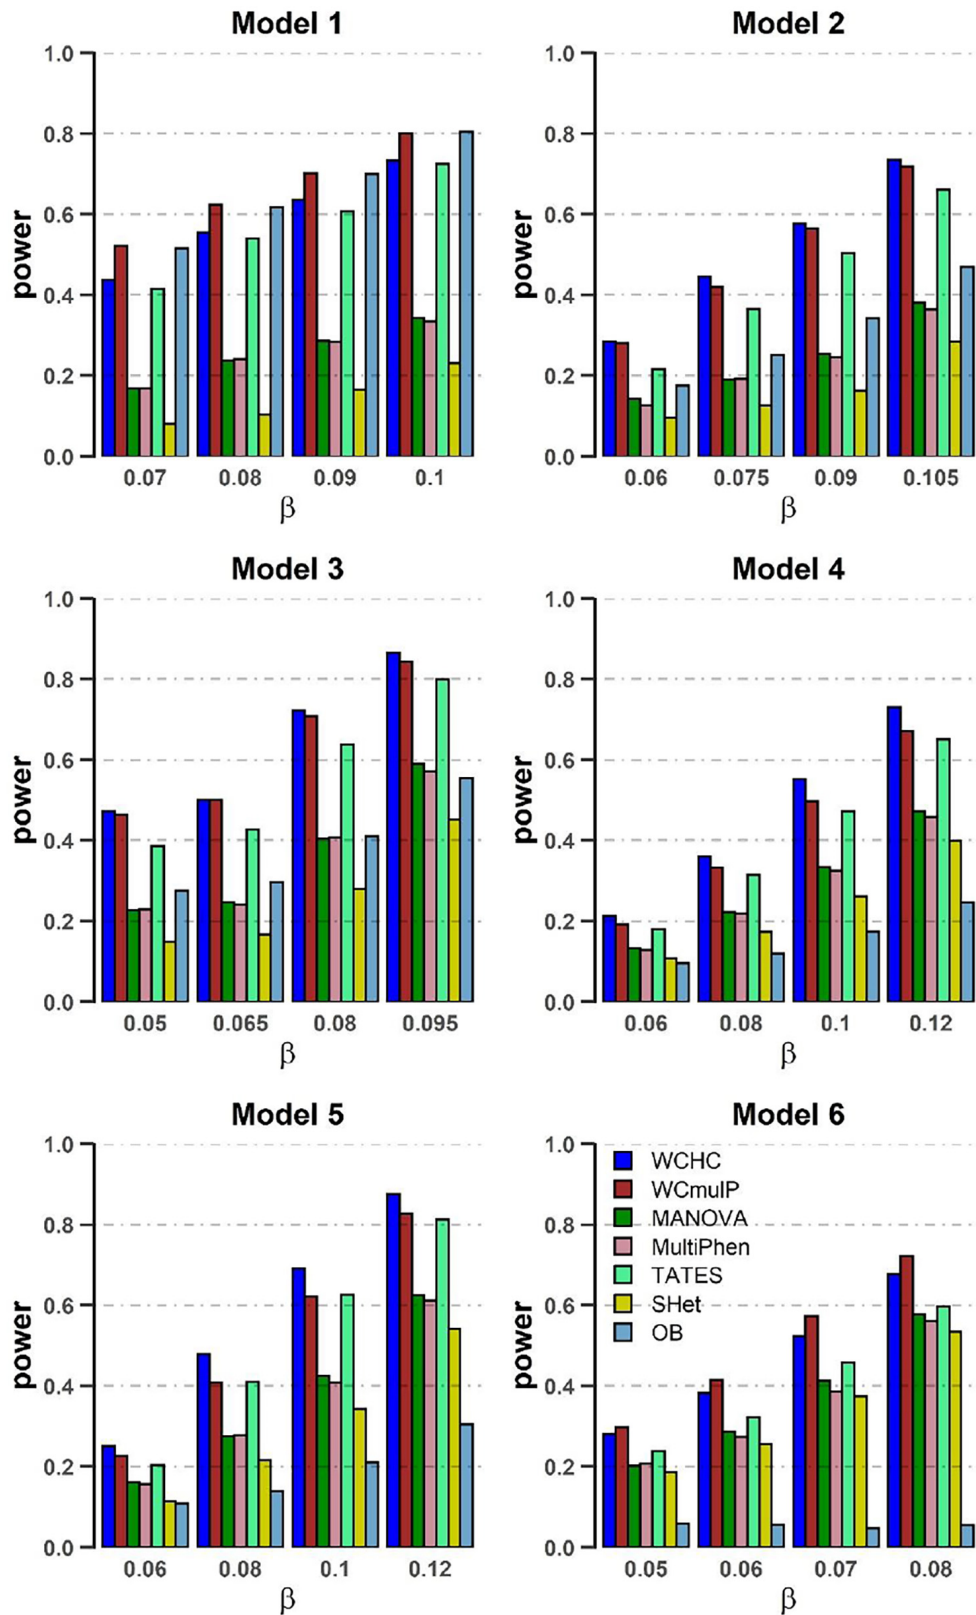 Model 1
1.0
0.8
0.6
0.4
0.2
0.0
power
0.07 0.08 0.09 0.1
β
Model 2
1.0
0.8
0.6
0.4
0.2
0.0
power
0.06 0.075 0.09 0.105
β
Model 3
1.0
0.8
0.6
0.4
0.2
0.0
power
0.05 0.065 0.08 0.095
β
Model 4
1.0
0.8
0.6
0.4
0.2
0.0
power
0.06 0.08 0.1 0.12
β
Model 5
1.0
0.8
0.6
0.4
0.2
0.0
power
0.06 0.08 0.1 0.12
β
Model 6
1.0
0.8
0.6
0.4
0.2
0.0
power
WCHC
WCmulP
MANOVA
MultiPhen
TATES
SHet
OB
0.05 0.06 0.07 0.08
β